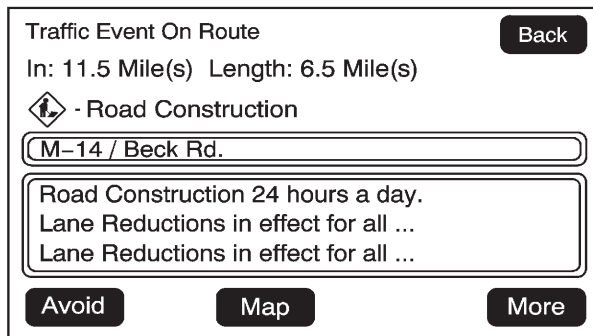 Traffic Event On Route
Back
In: 11.5 Mile(s) Length: 6.5 Mile(s)
- Road Construction
M–14 / Beck Rd.
Road Construction 24 hours a day.
Lane Reductions in effect for all ...
Lane Reductions in effect for all ...
Avoid Map More